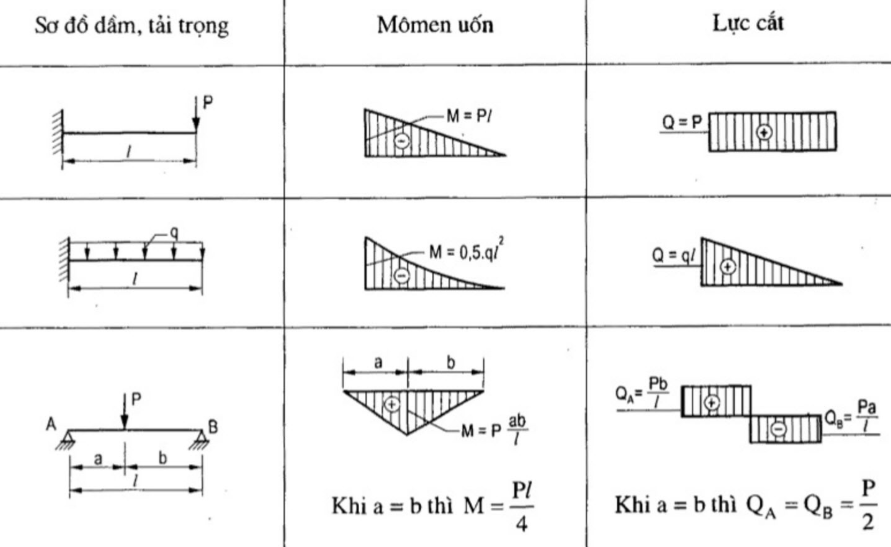 Sơ đồ dầm, tải trọng
Mômen uốn
Lực cắt
P
l
M = Pl
−
Q = P
+
q
l
M = 0,5.ql²
−
Q = ql
+
P
A
B
a
b
l
a
b
+
M = P ab/l
Khi a = b thì M = Pl/4
Q_A = Pb/l
+
−
Q_B = Pa/l
Khi a = b thì Q_A = Q_B = P/2